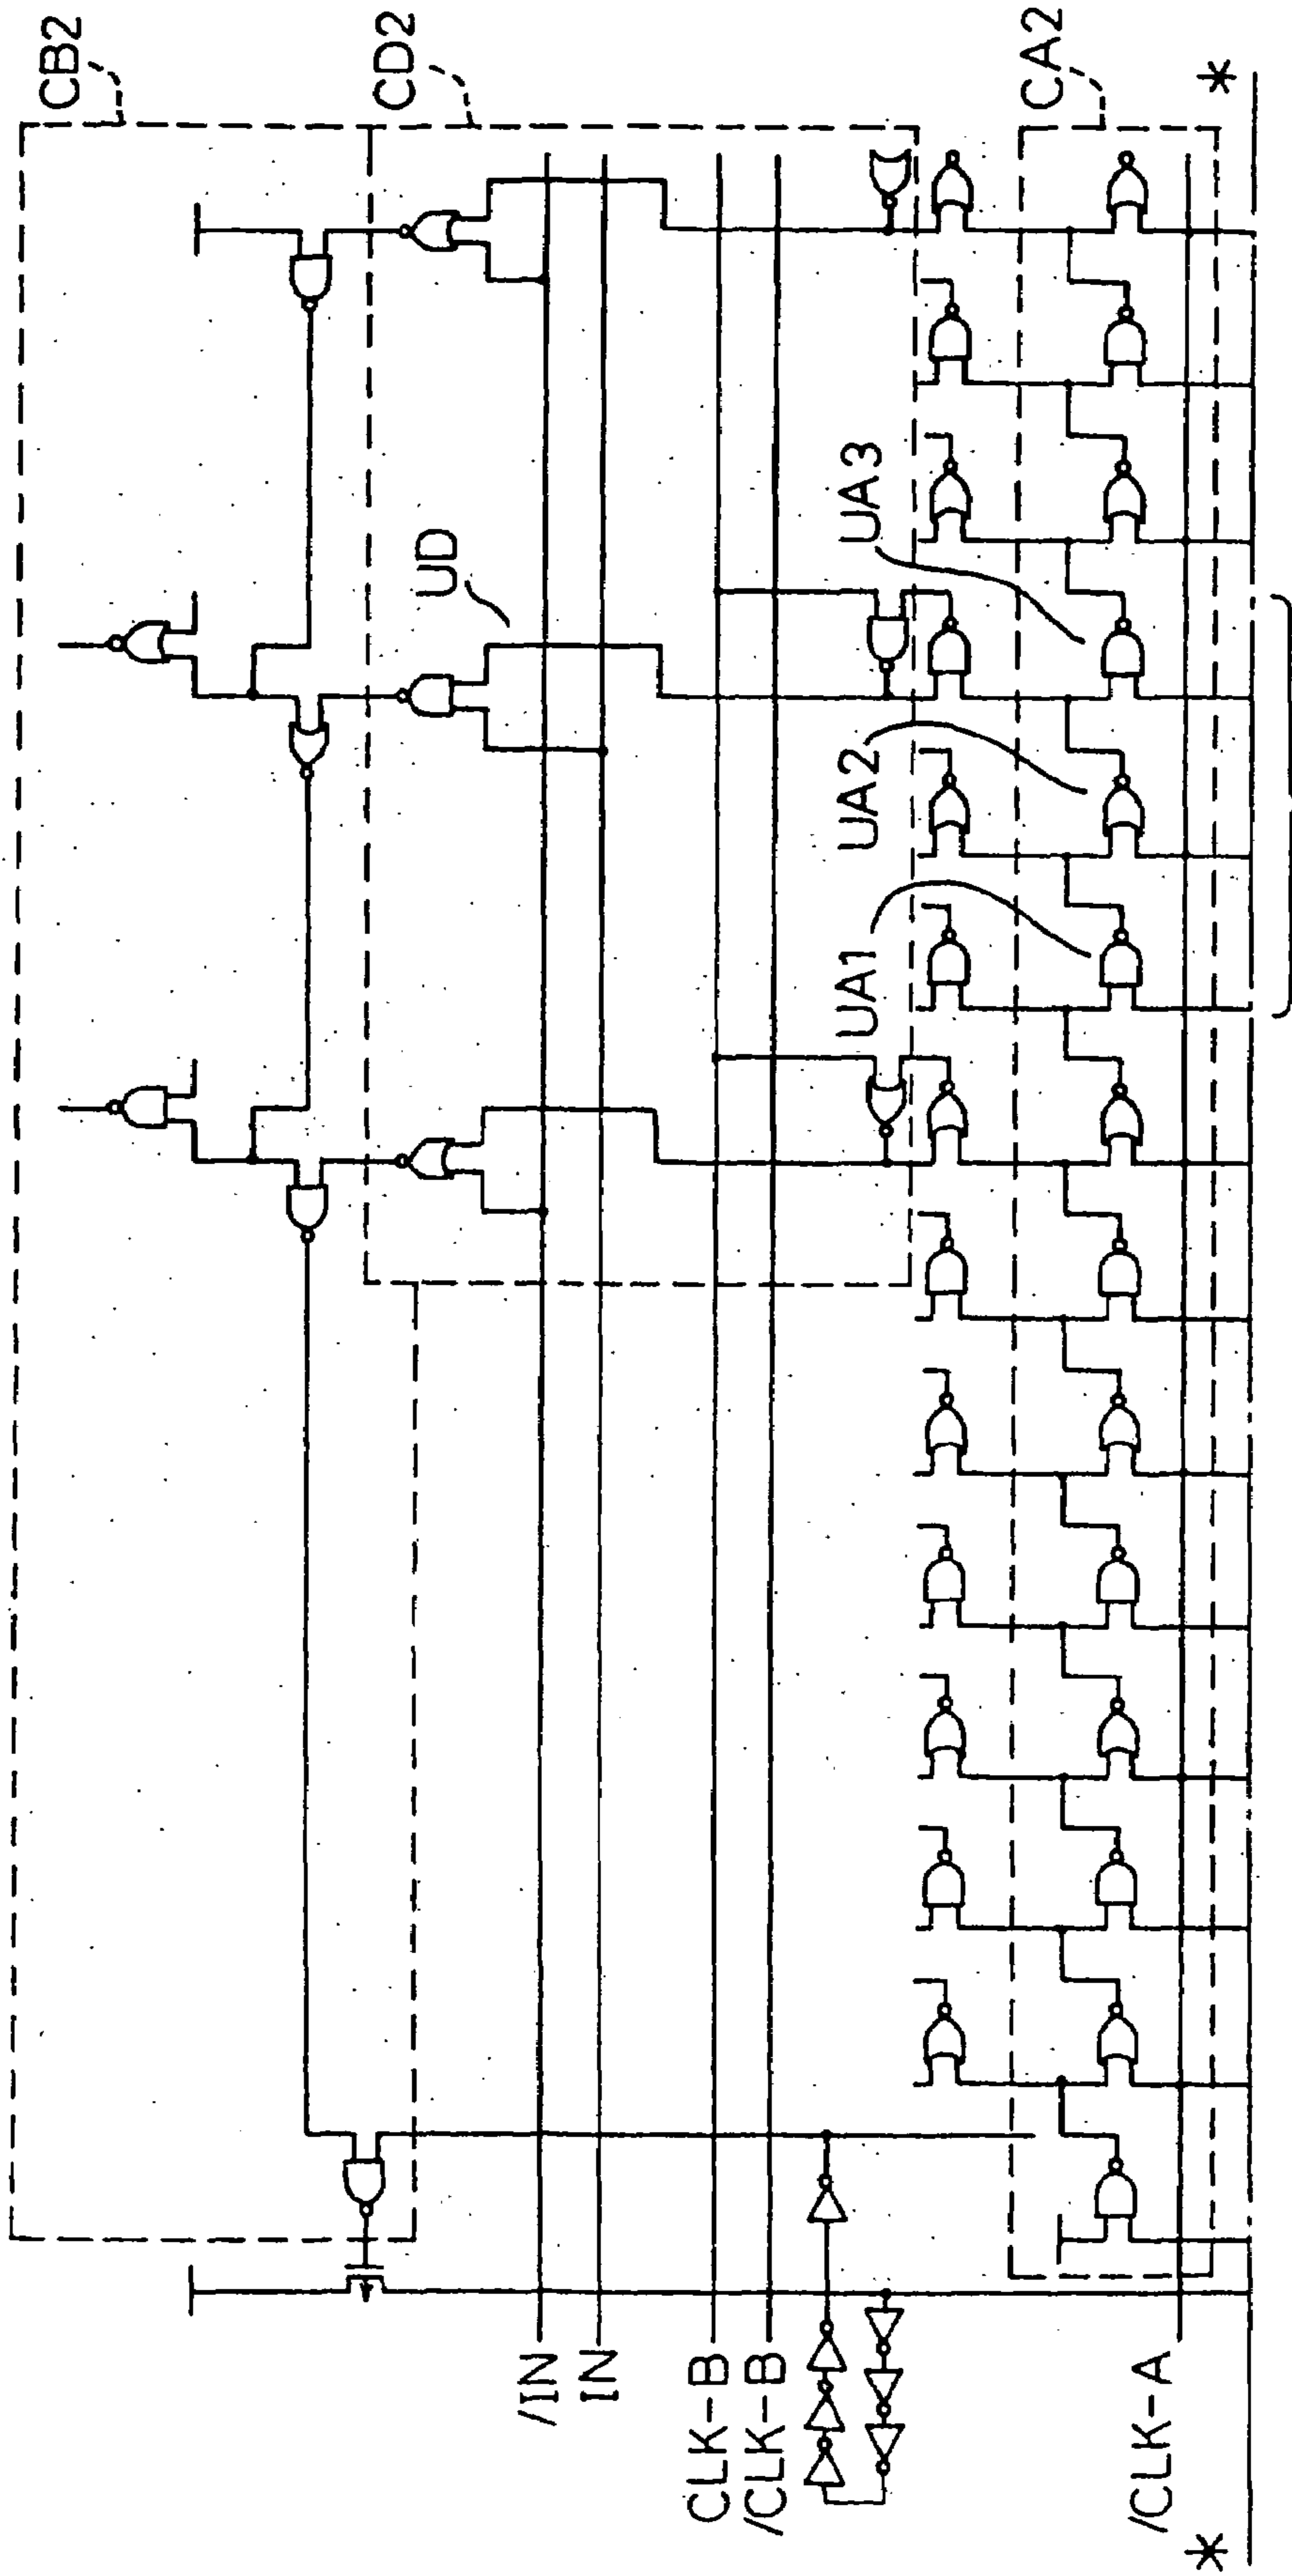 CB2
CD2
CA2
*
UD
UA3
UA2
UA1
/IN
IN
CLK-B
/CLK-B
/CLK-A
*